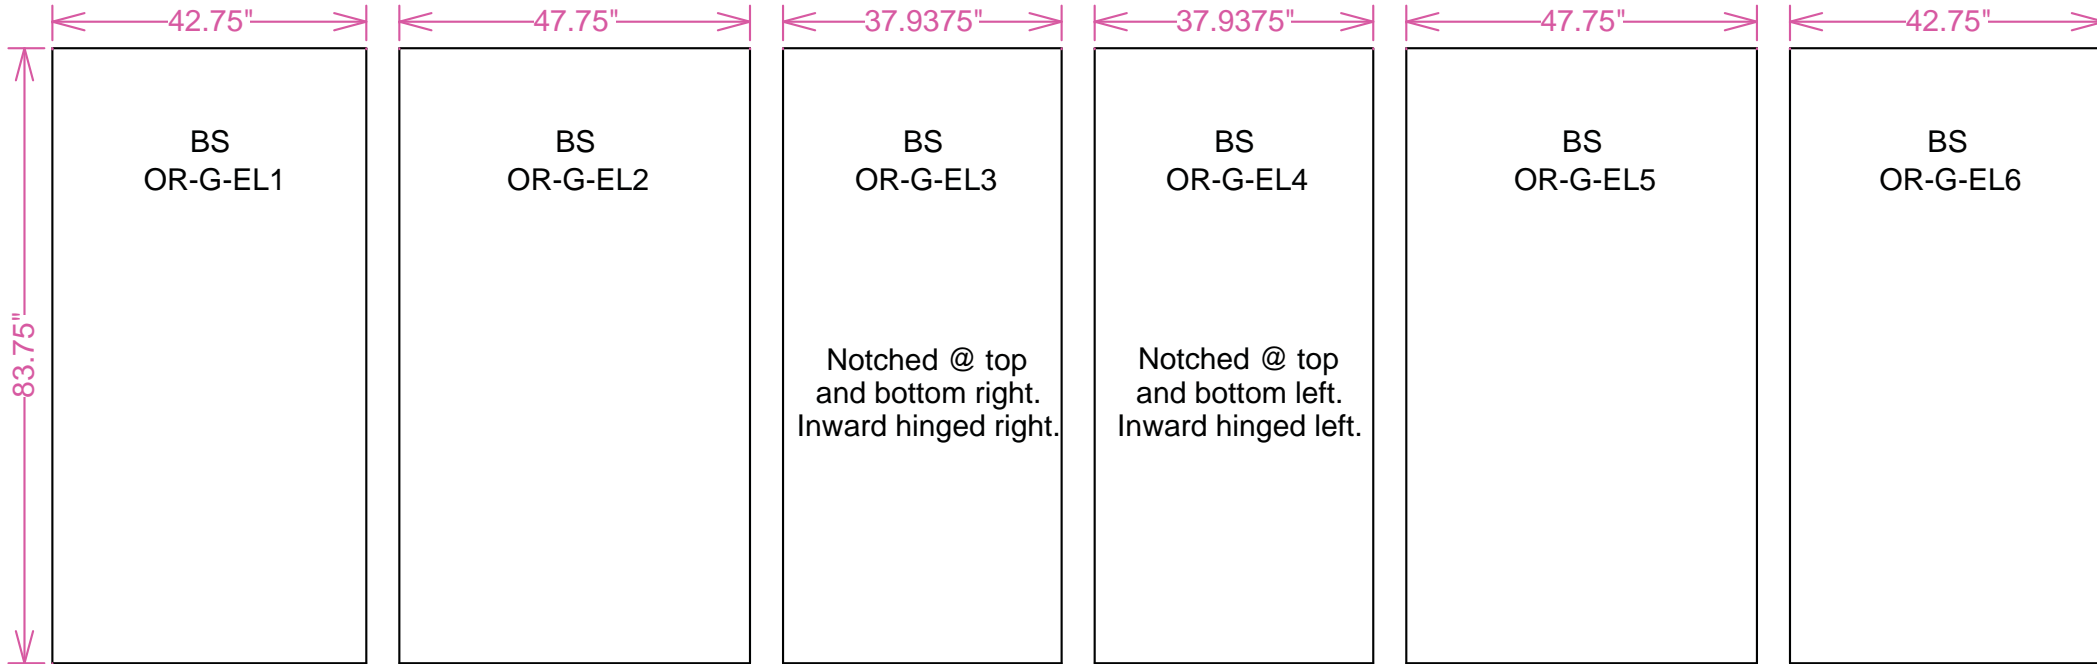 42.75"
47.75"
37.9375"
37.9375"
47.75"
42.75"
83.75"
BS
OR-G-EL1
BS
OR-G-EL2
BS
OR-G-EL3
Notched @ top
and bottom right.
Inward hinged right.
BS
OR-G-EL4
Notched @ top
and bottom left.
Inward hinged left.
BS
OR-G-EL5
BS
OR-G-EL6